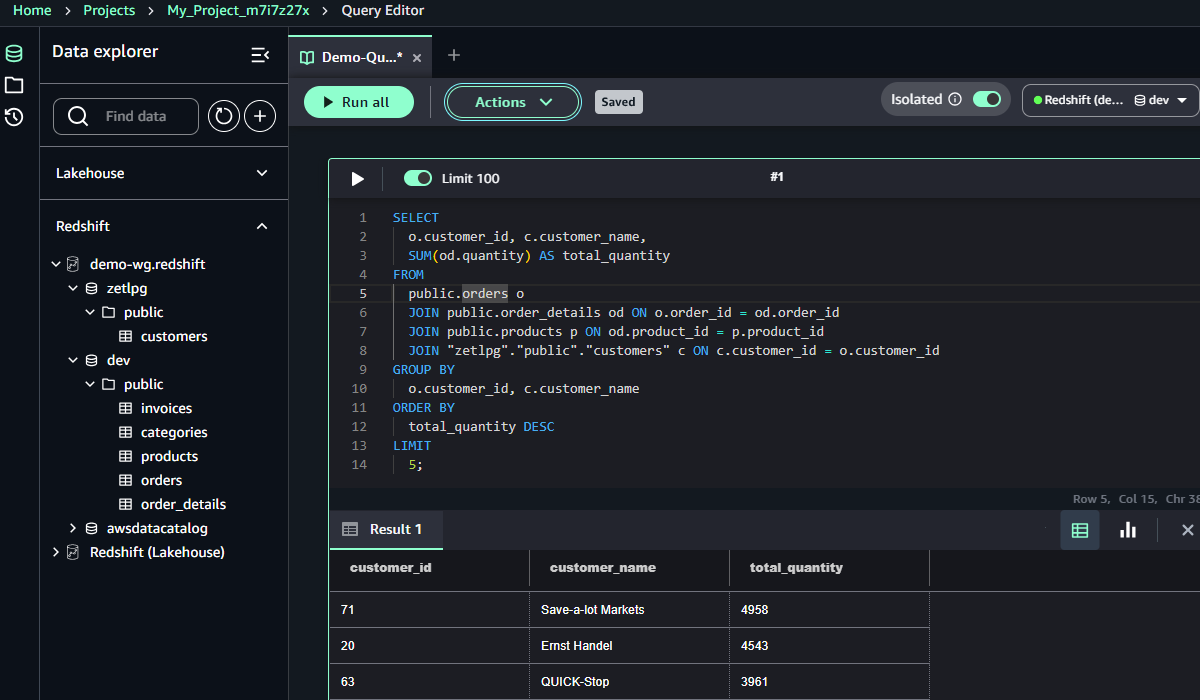 Home > Projects > My_Project_m7i7z27x > Query Editor
Data explorer
Find data
Lakehouse
Redshift
demo-wg.redshift
zetlpg
public
customers
dev
public
invoices
categories
products
orders
order_details
awsdatacatalog
Redshift (Lakehouse)
Demo-Qu...*
Run all
Actions
Saved
Isolated
Redshift (de... dev
Limit 100
#1
1 SELECT
2 o.customer_id, c.customer_name,
3 SUM(od.quantity) AS total_quantity
4 FROM
5 public.orders o
6 JOIN public.order_details od ON o.order_id = od.order_id
7 JOIN public.products p ON od.product_id = p.product_id
8 JOIN "zetlpg"."public"."customers" c ON c.customer_id = o.customer_id
9 GROUP BY
10 o.customer_id, c.customer_name
11 ORDER BY
12 total_quantity DESC
13 LIMIT
14 5;
Row 5, Col 15, Chr 38
Result 1
customer_id customer_name total_quantity
71 Save-a-lot Markets 4958
20 Ernst Handel 4543
63 QUICK-Stop 3961